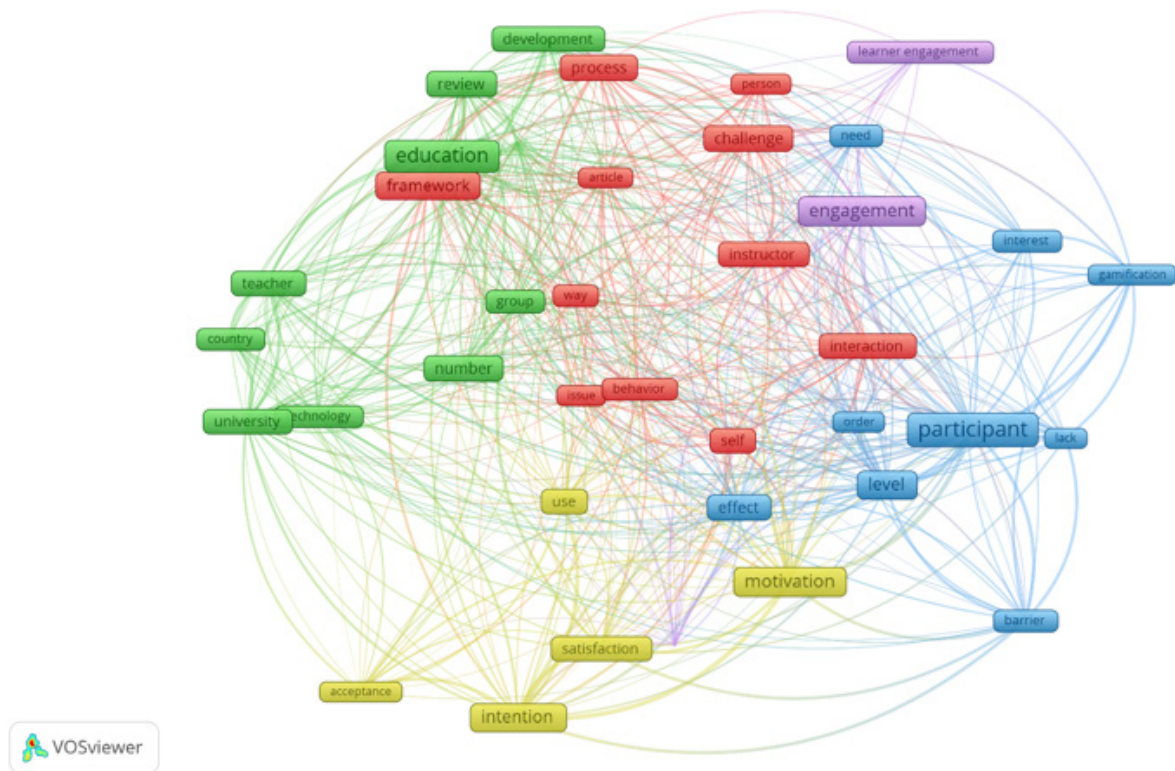 development
learner engagement
process
review
person
need
challenge
education
article
framework
engagement
interest
instructor
gamification
teacher
group
way
country
interaction
number
behavior
issue
university
technology
order
participant
self
lack
level
use
effect
motivation
barrier
satisfaction
acceptance
intention
VOSviewer